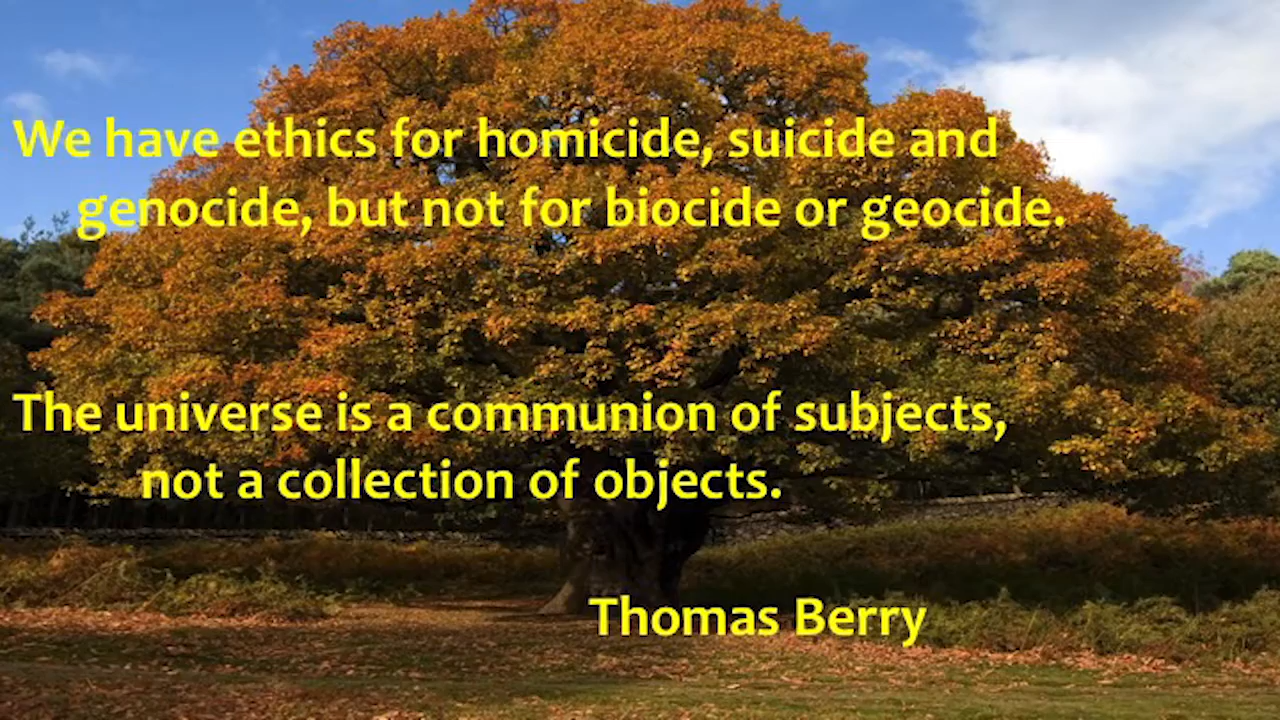 We have ethics for homicide, suicide and
genocide, but not for biocide or geocide.
The universe is a communion of subjects,
not a collection of objects.
Thomas Berry